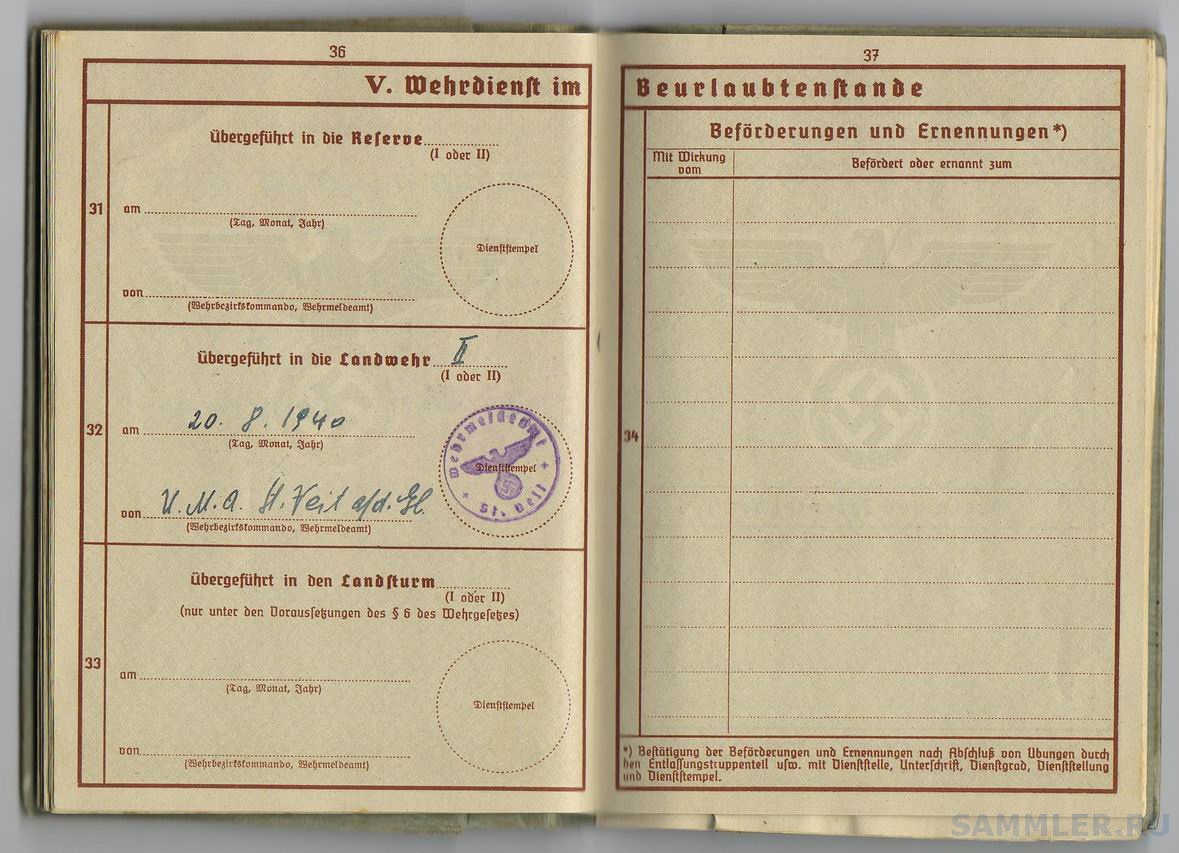 36
V. Wehrdienst im
31
Übergeführt in die Reserve
(I oder II)
am
(Tag, Monat, Jahr)
Dienststempel
von
(Wehrbezirkskommando, Wehrmeldeamt)
32
Übergeführt in die Landwehr II
(I oder II)
am 20. 8. 1940
(Tag, Monat, Jahr)
Wehrmeldeamt
Dienststempel
St. Veit
von W. M. A. St. Veit a/d. Gl.
(Wehrbezirkskommando, Wehrmeldeamt)
33
Übergeführt in den Landsturm
(I oder II)
(nur unter den Voraussetzungen des § 6 des Wehrgesetzes)
am
(Tag, Monat, Jahr)
Dienststempel
von
(Wehrbezirkskommando, Wehrmeldeamt)
37
Beurlaubtenstande
34
Beförderungen und Ernennungen*)
Mit Wirkung
vom
Befördert oder ernannt zum
*) Bestätigung der Beförderungen und Ernennungen nach Abschluß von Übungen durch
den Entlassungstruppenteil usw. mit Dienststelle, Unterschrift, Dienstgrad, Dienststellung
und Dienststempel.
SAMMLER.RU